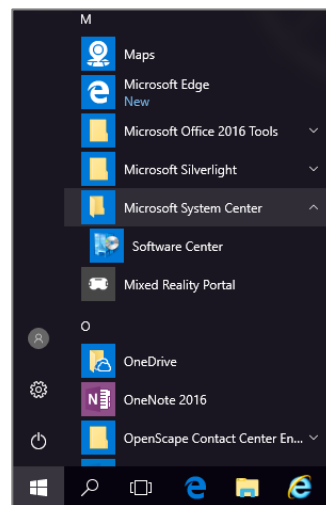 M
Maps
Microsoft Edge
New
Microsoft Office 2016 Tools
Microsoft Silverlight
Microsoft System Center
Software Center
Mixed Reality Portal
O
OneDrive
OneNote 2016
OpenScape Contact Center En...